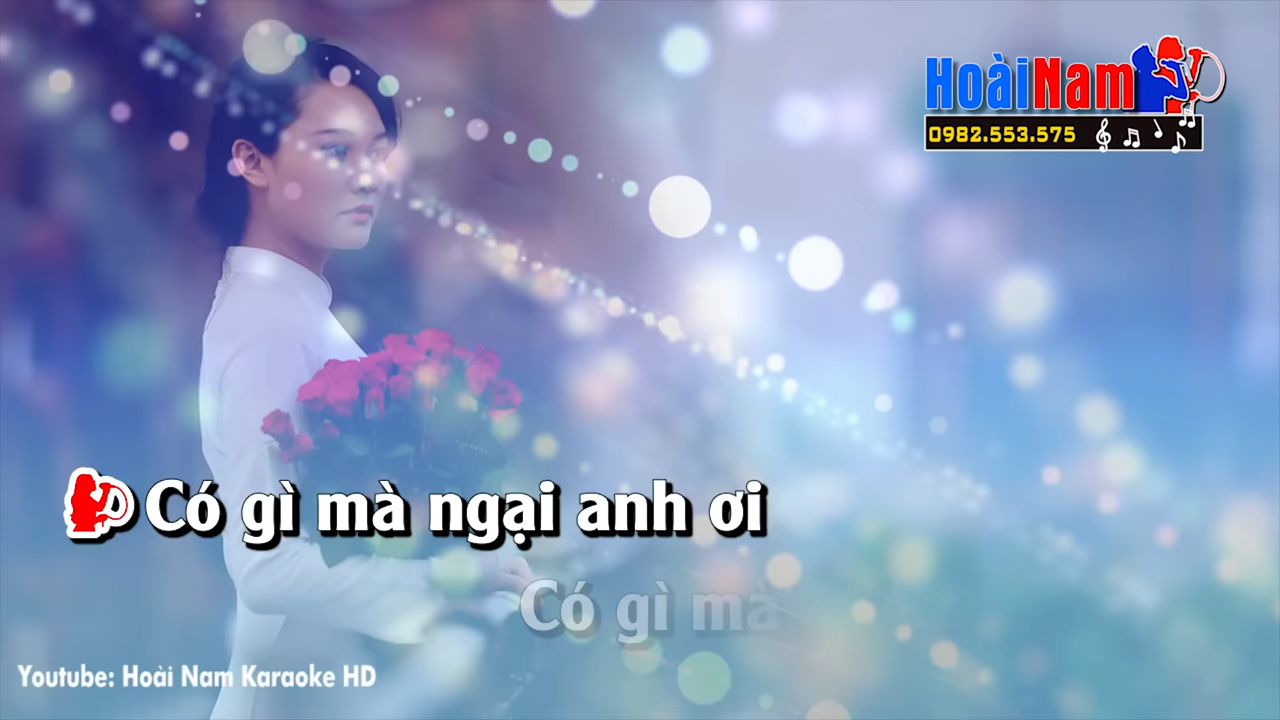 HoàiNam
0982.553.575
Có gì mà ngại anh ơi
Có gì mà
Youtube: Hoài Nam Karaoke HD